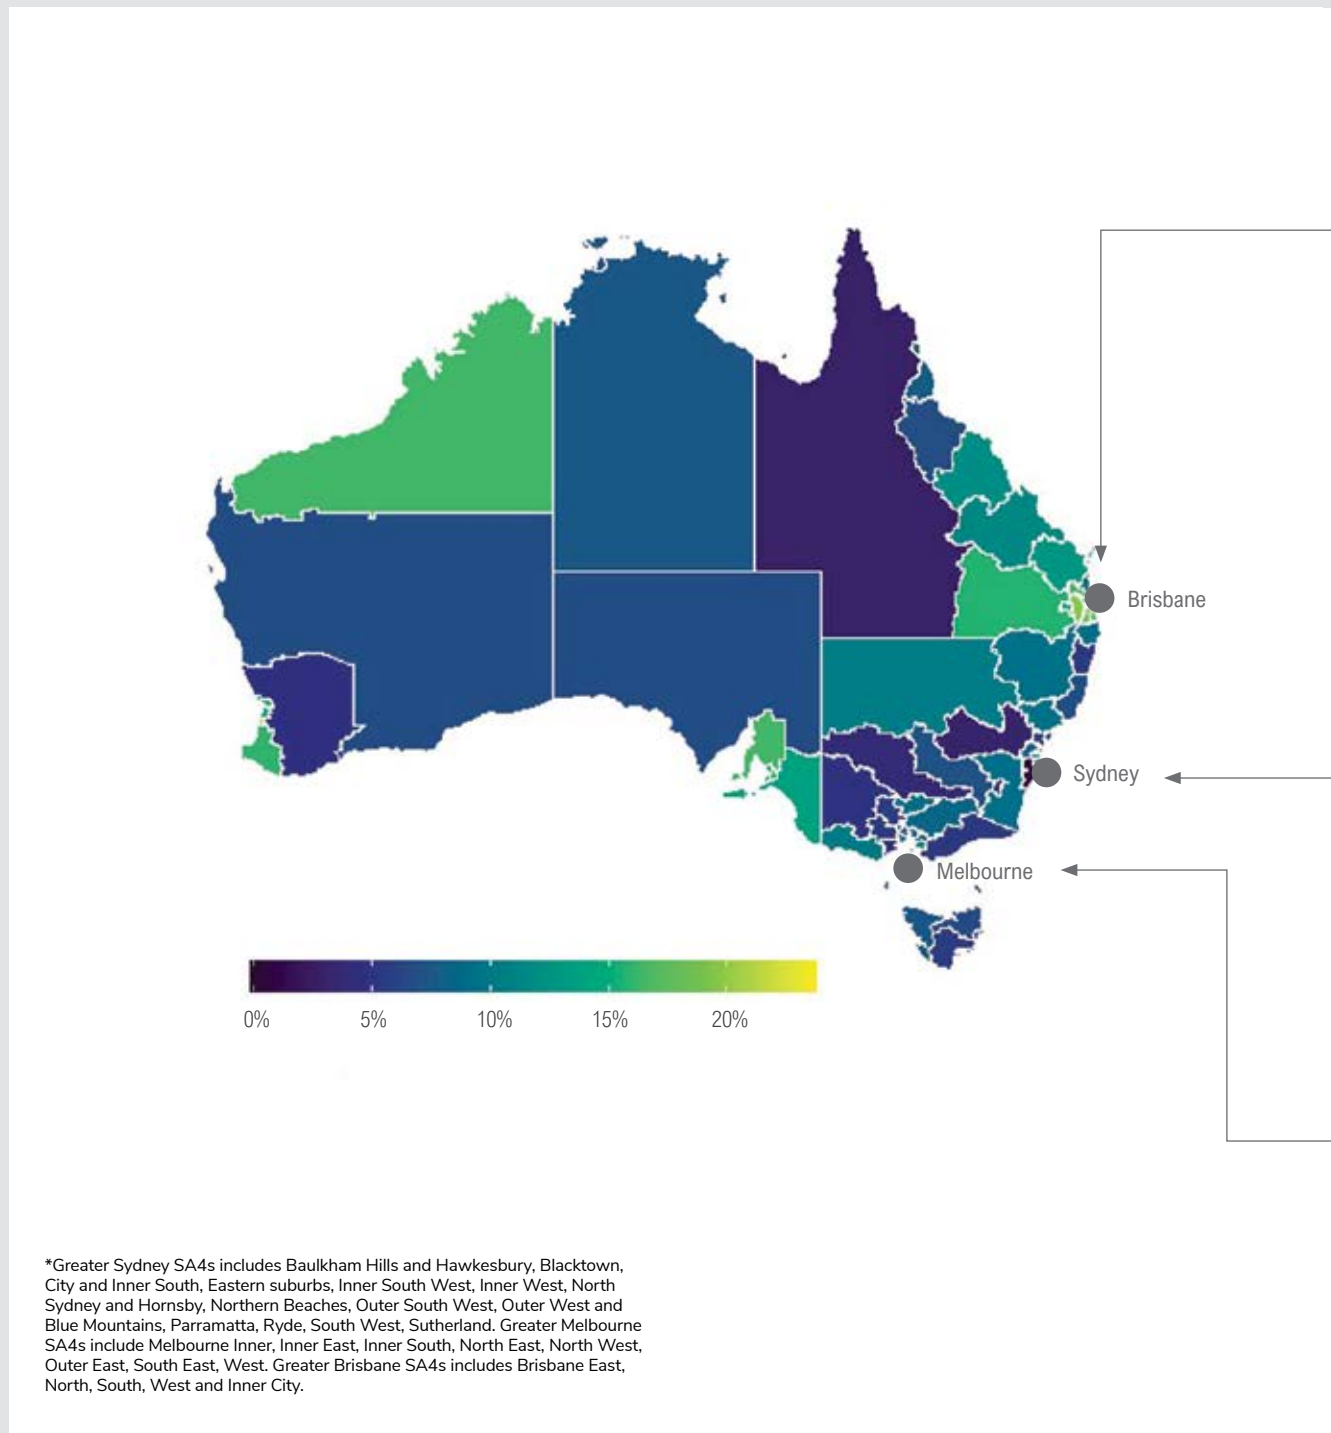 Brisbane
Sydney
Melbourne
0% 5% 10% 15% 20%
*Greater Sydney SA4s includes Baulkham Hills and Hawkesbury, Blacktown,
City and Inner South, Eastern suburbs, Inner South West, Inner West, North
Sydney and Hornsby, Northern Beaches, Outer South West, Outer West and
Blue Mountains, Parramatta, Ryde, South West, Sutherland. Greater Melbourne
SA4s include Melbourne Inner, Inner East, Inner South, North East, North West,
Outer East, South East, West. Greater Brisbane SA4s includes Brisbane East,
North, South, West and Inner City.